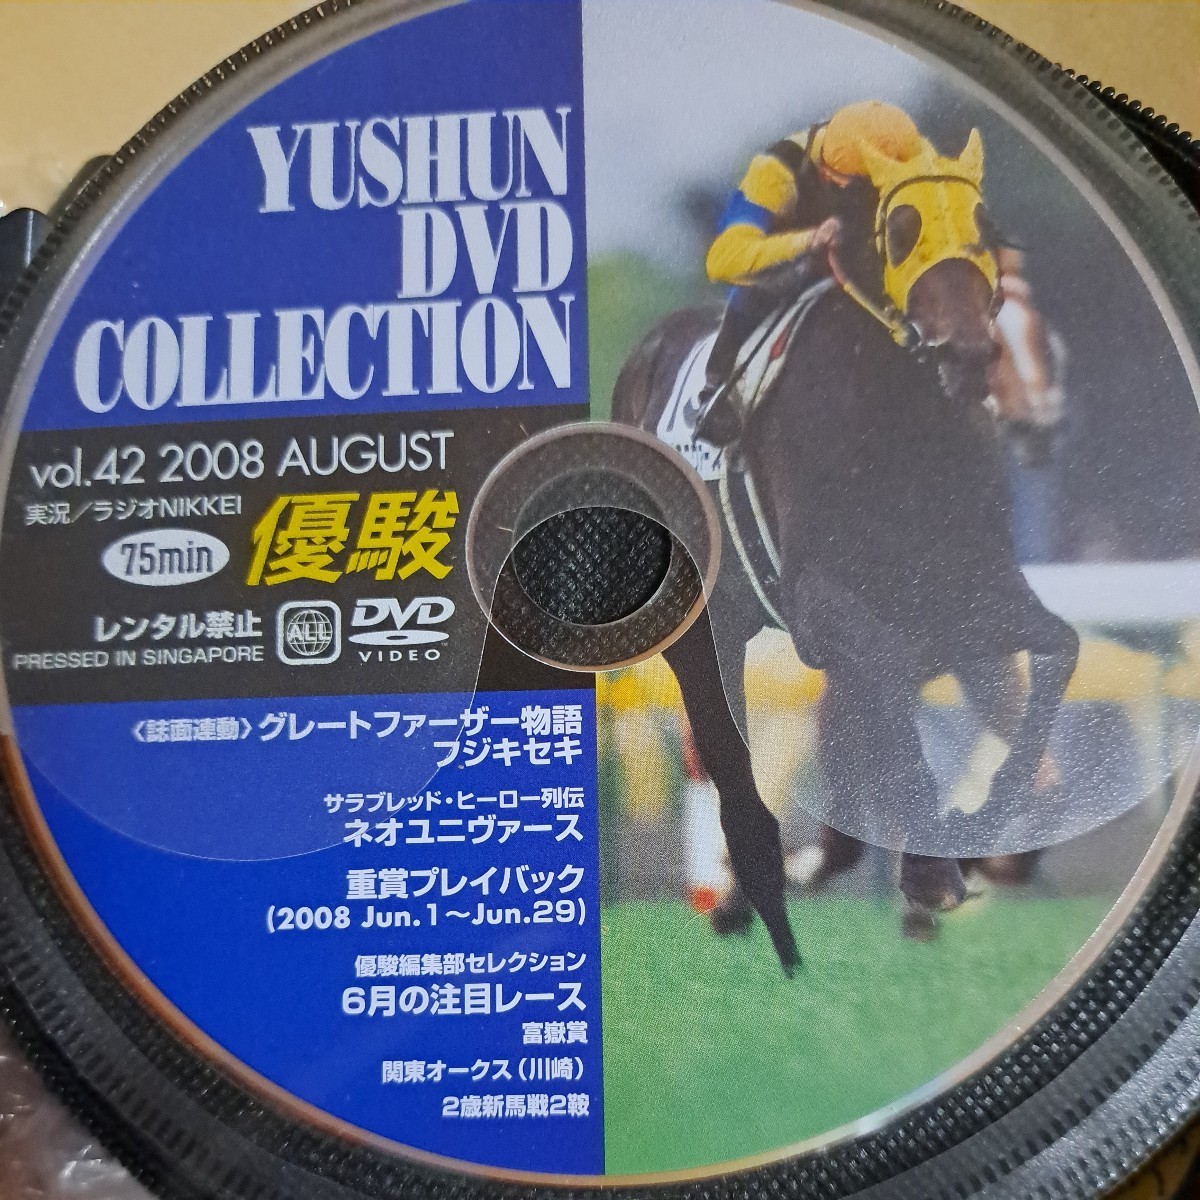 YUSHUN
DVD
COLLECTION
vol.42 2008 AUGUST
実況／ラジオNIKKEI
75min
優駿
レンタル禁止
ALL
DVD
VIDEO
PRESSED IN SINGAPORE
〈誌面連動〉グレートファーザー物語
フジキセキ
サラブレッド・ヒーロー列伝
ネオユニヴァース
重賞プレイバック
(2008 Jun.1〜Jun.29)
優駿編集部セレクション
6月の注目レース
富嶽賞
関東オークス（川崎）
2歳新馬戦2鞍